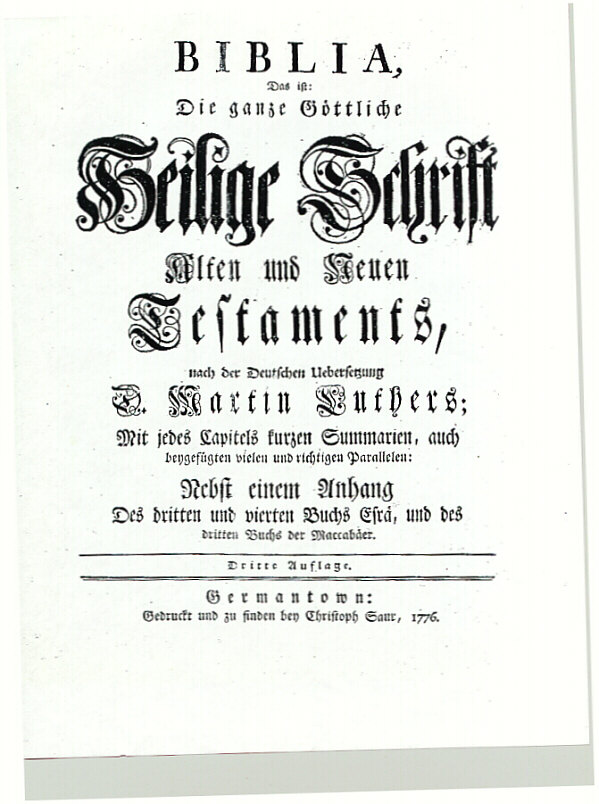 BIBLIA,
Das ist:
Die ganze Göttliche
Heilige Schrift
Alten und Neuen
Testaments,
nach der Deutschen Uebersetzung
D. Martin Luthers;
Mit jedes Capitels kurzen Summarien, auch
beygefügten vielen und richtigen Parallelen:
Nebst einem Anhang
Des dritten und vierten Buchs Esrä, und des
dritten Buchs der Maccabäer.
Dritte Auflage.
Germantown:
Gedruckt und zu finden bey Christoph Saur, 1776.